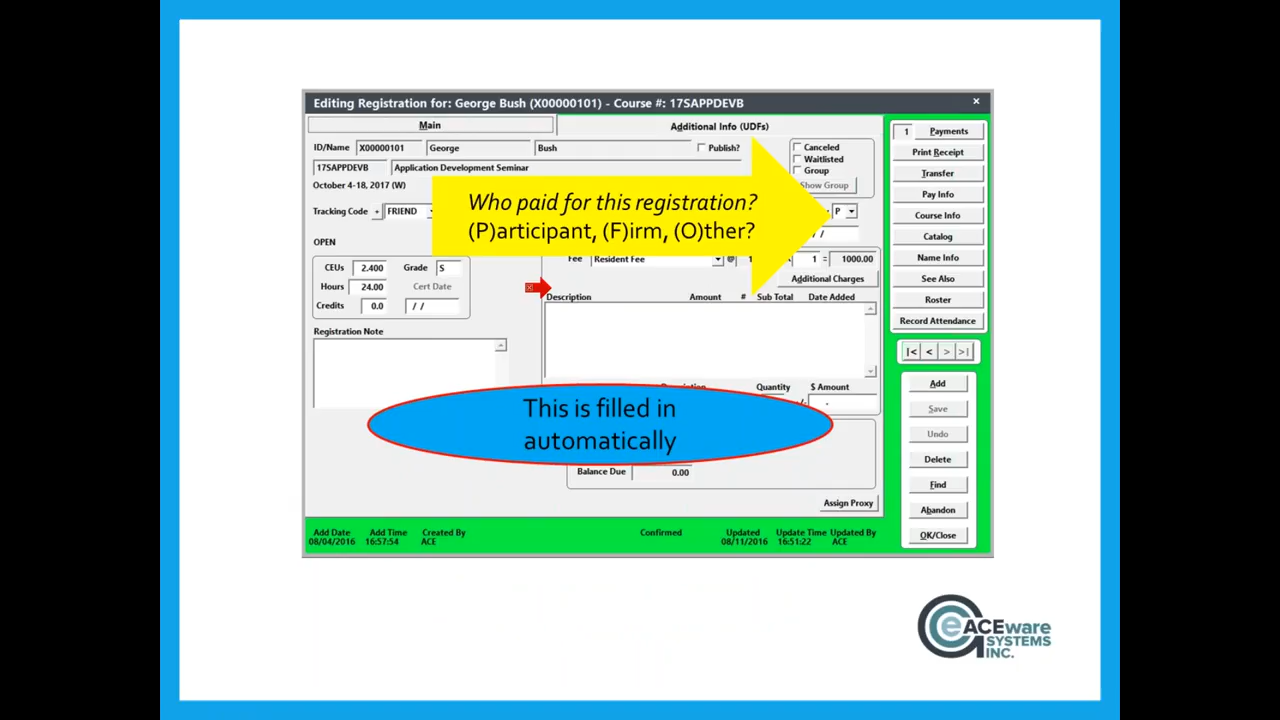 Editing Registration for: George Bush (X00000101) - Course #: 17SAPPDEVB
Main
Additional Info (UDFs)
ID/Name X00000101 George Bush Publish?
17SAPPDEVB Application Development Seminar
October 4-18, 2017 (W)
Canceled
Waitlisted
Group
Show Group
Tracking Code + FRIEND
P
/ /
Who paid for this registration?
(P)articipant, (F)irm, (O)ther?
OPEN
CEUs 2.400 Grade S
Hours 24.00 Cert Date
Credits 0.0 / /
Fee Resident Fee @ 1 1 = 1000.00
Additional Charges
Description Amount # Sub Total Date Added
Registration Note
Description Quantity $ Amount
-
This is filled in
automatically
Balance Due 0.00
Assign Proxy
Add Date Add Time Created By Confirmed Updated Update Time Updated By
08/04/2016 16:57:54 ACE 08/11/2016 16:51:22 ACE
1 Payments
Print Receipt
Transfer
Pay Info
Course Info
Catalog
Name Info
See Also
Roster
Record Attendance
|< < > >|
Add
Save
Undo
Delete
Find
Abandon
OK/Close
ACEware
SYSTEMS
INC.